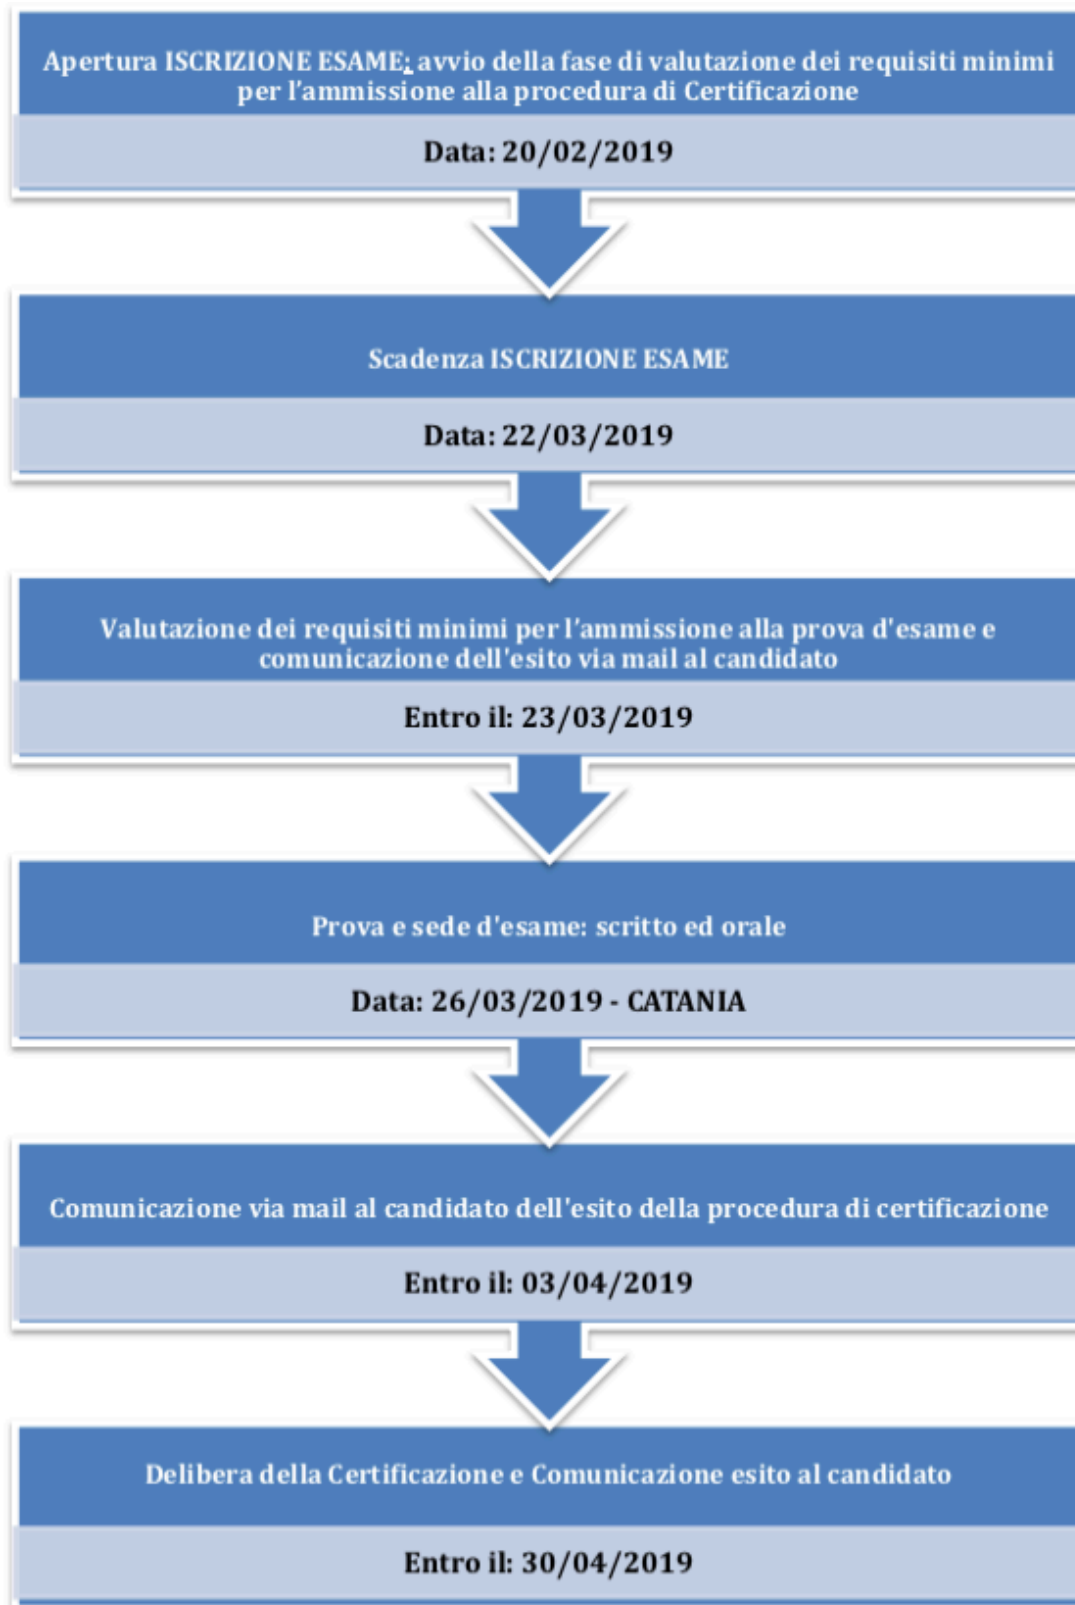 Apertura ISCRIZIONE ESAME; avvio della fase di valutazione dei requisiti minimi
per l'ammissione alla procedura di Certificazione
Data: 20/02/2019
Scadenza ISCRIZIONE ESAME
Data: 22/03/2019
Valutazione dei requisiti minimi per l'ammissione alla prova d'esame e
comunicazione dell'esito via mail al candidato
Entro il: 23/03/2019
Prova e sede d'esame: scritto ed orale
Data: 26/03/2019 - CATANIA
Comunicazione via mail al candidato dell'esito della procedura di certificazione
Entro il: 03/04/2019
Delibera della Certificazione e Comunicazione esito al candidato
Entro il: 30/04/2019